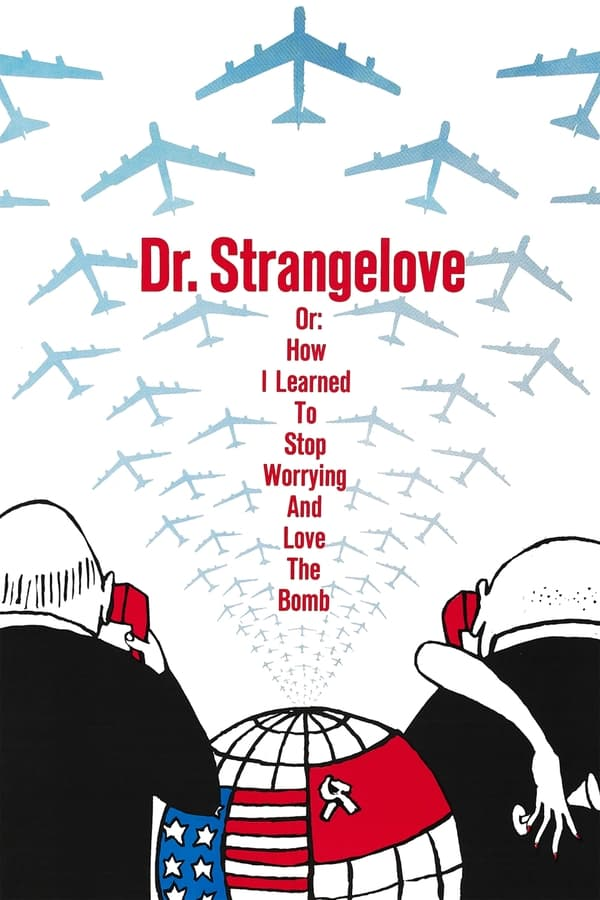 Dr. Strangelove
Or:
How
I Learned
To
Stop
Worrying
And
Love
The
Bomb